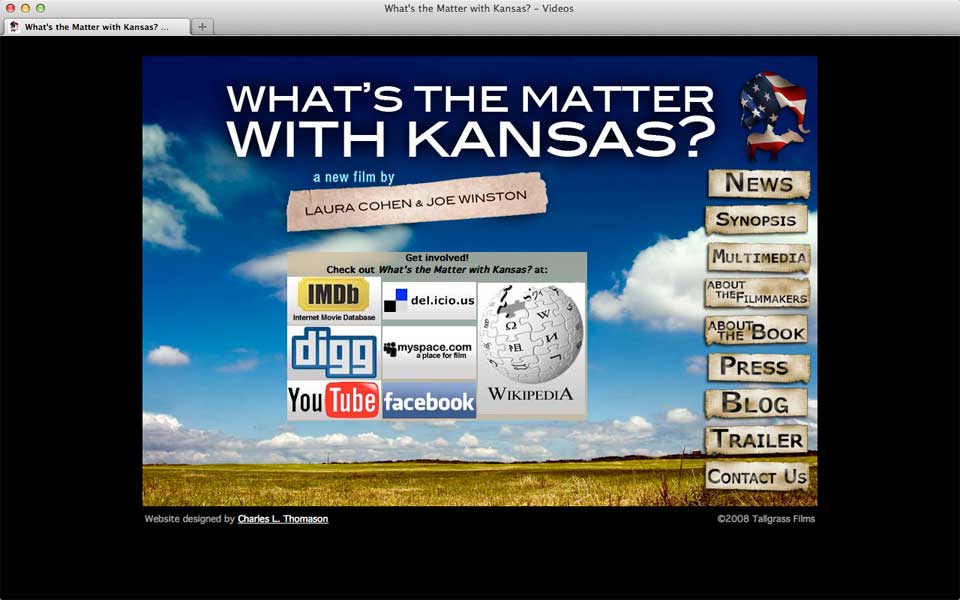 What's the Matter with Kansas? – Videos
What's the Matter with Kansas? ...
WHAT'S THE MATTER
WITH KANSAS?
a new film by
LAURA COHEN & JOE WINSTON
Get involved!
Check out What's the Matter with Kansas? at:
IMDb
Internet Movie Database
del.icio.us
digg
myspace.com
a place for film
YouTube
facebook
Ω
W
И
祖
WIKIPEDIA
NEWS
SYNOPSIS
MULTIMEDIA
ABOUT
THE FILMMAKERS
ABOUT
THE BOOK
PRESS
BLOG
TRAILER
CONTACT US
Website designed by Charles L. Thomason
©2008 Tallgrass Films